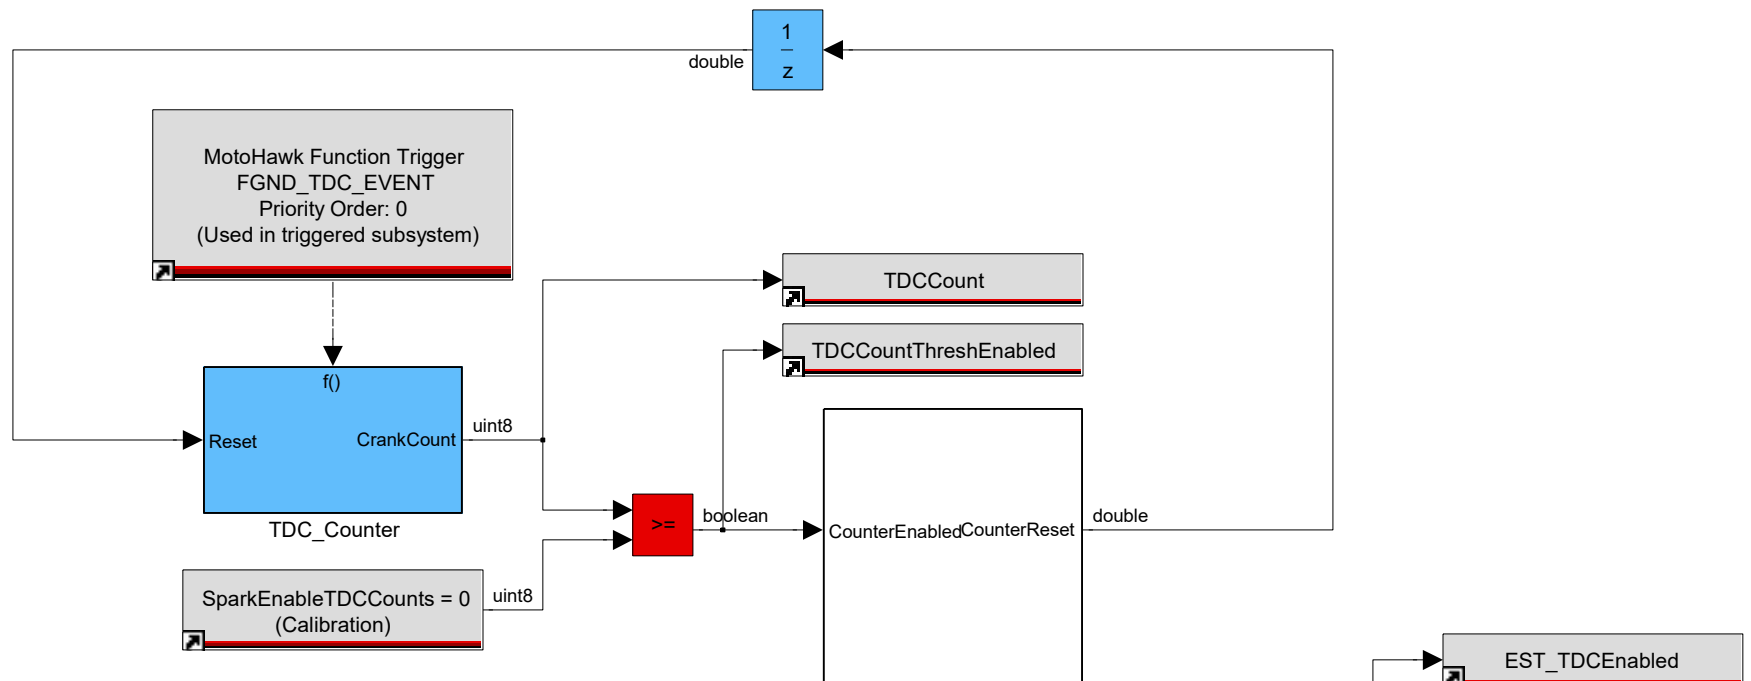 1
z
double
MotoHawk Function Trigger
FGND_TDC_EVENT
Priority Order: 0
(Used in triggered subsystem)
TDCCount
TDCCountThreshEnabled
f()
Reset
CrankCount
uint8
TDC_Counter
>=
boolean
CounterEnabled
CounterReset
double
SparkEnableTDCCounts = 0
(Calibration)
uint8
EST_TDCEnabled